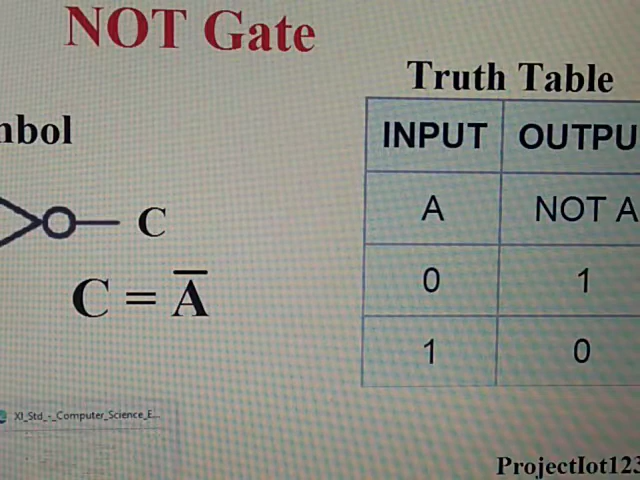 NOT Gate
Truth Table
mbol
INPUT OUTPU
A NOT A
C
0 1
C = A̅
1 0
XI_Std_-_Computer_Science_E...
ProjectIot123